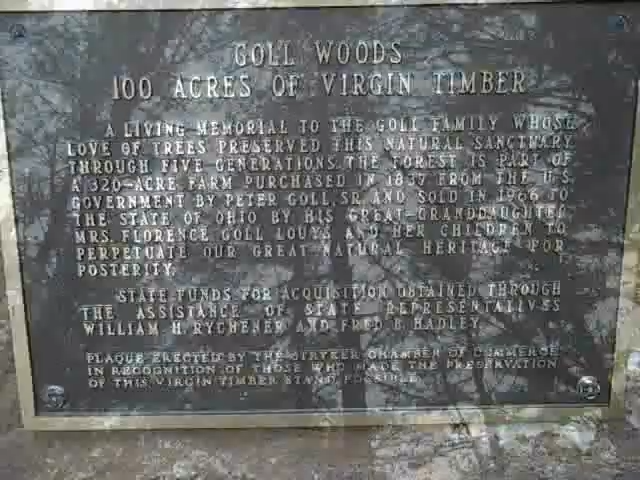 GOLL WOODS
100 ACRES OF VIRGIN TIMBER
A LIVING MEMORIAL TO THE GOLL FAMILY WHOSE
LOVE OF TREES PRESERVED THIS NATURAL SANCTUARY
THROUGH FIVE GENERATIONS. THE FOREST IS PART OF
A 320-ACRE FARM PURCHASED IN 1837 FROM THE U.S.
GOVERNMENT BY PETER GOLL, SR. AND SOLD IN 1966 TO
THE STATE OF OHIO BY HIS GREAT-GRANDDAUGHTER
MRS. FLORENCE GOLL LOUYS AND HER CHILDREN TO
PERPETUATE OUR GREAT NATURAL HERITAGE FOR
POSTERITY.
STATE FUNDS FOR ACQUISITION OBTAINED THROUGH
THE ASSISTANCE OF STATE REPRESENTATIVES
WILLIAM H. RYCHENER AND FRED B. HADLEY.
PLAQUE ERECTED BY THE STRYKER CHAMBER OF COMMERCE
IN RECOGNITION OF THOSE WHO MADE THE PRESERVATION
OF THIS VIRGIN TIMBER STAND POSSIBLE